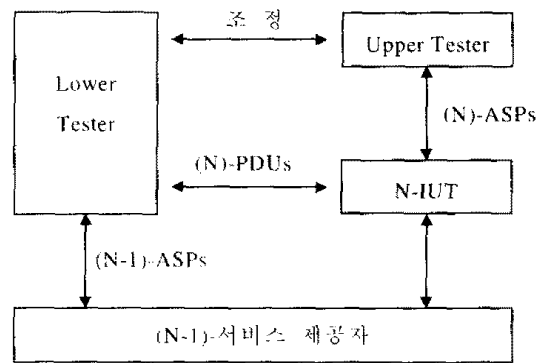 조 정
Upper Tester
Lower
Tester
(N)-ASPs
(N)-PDUs
N-IUT
(N-1)-ASPs
(N-1)-서비스 제공자